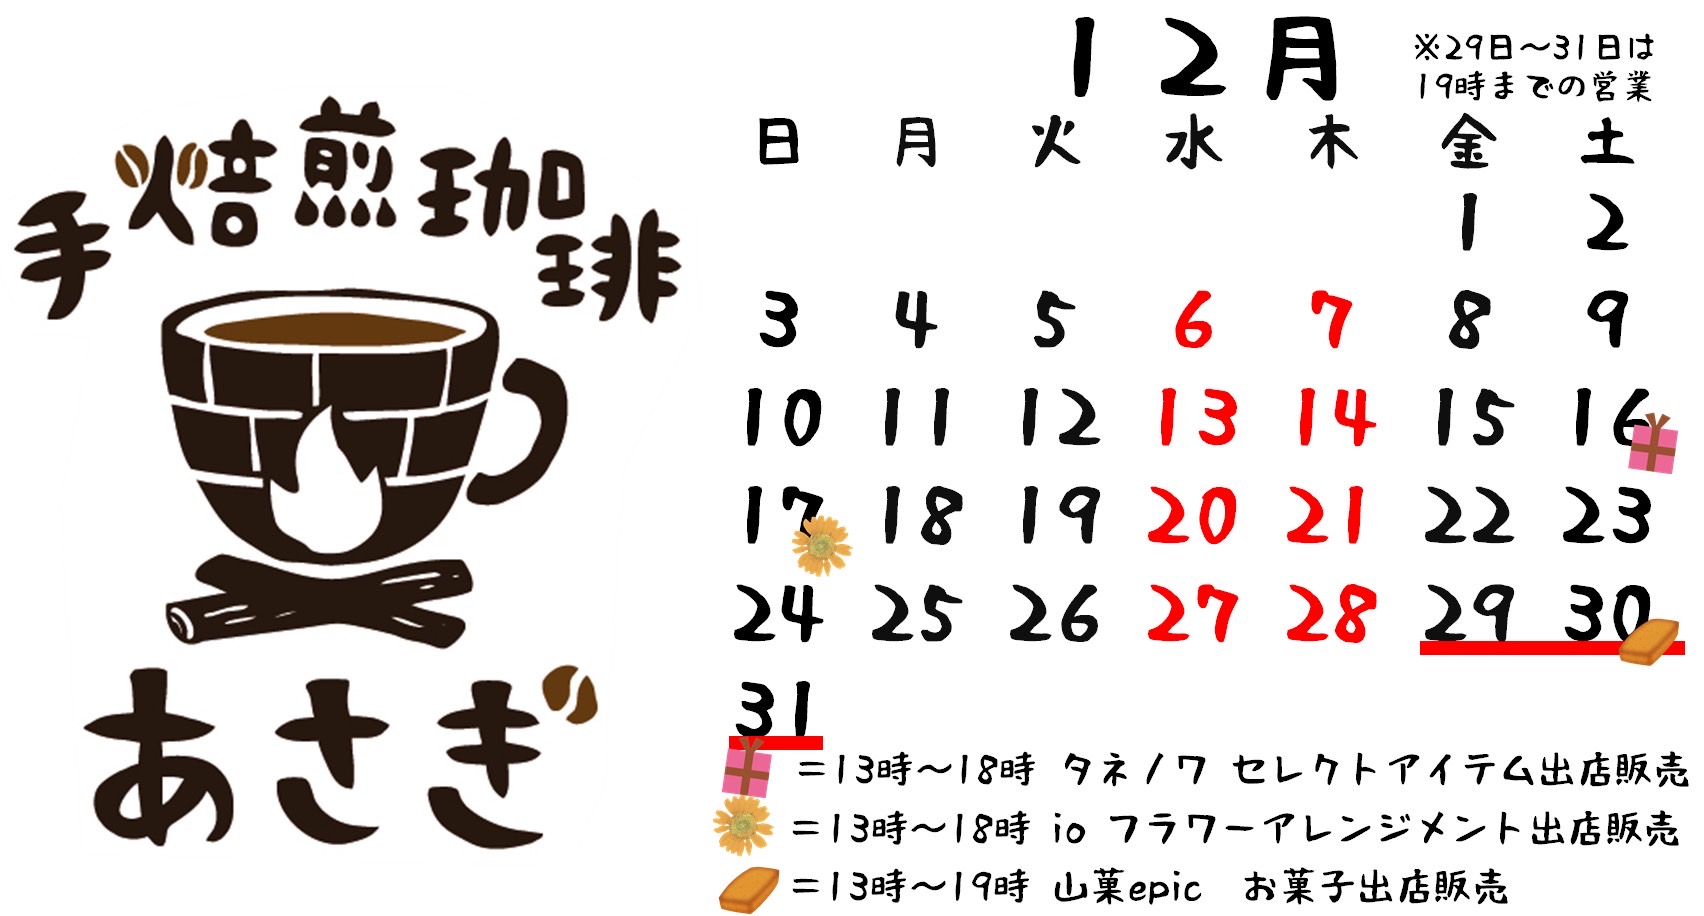 手焙煎珈琲
あさぎ
12月
※29日～31日は
19時までの営業
日 月 火 水 木 金 土
1 2
3 4 5 6 7 8 9
10 11 12 13 14 15 16
17 18 19 20 21 22 23
24 25 26 27 28 29 30
31
＝13時～18時 タネノワ セレクトアイテム出店販売
＝13時～18時 io フラワーアレンジメント出店販売
＝13時～19時 山菓epic お菓子出店販売